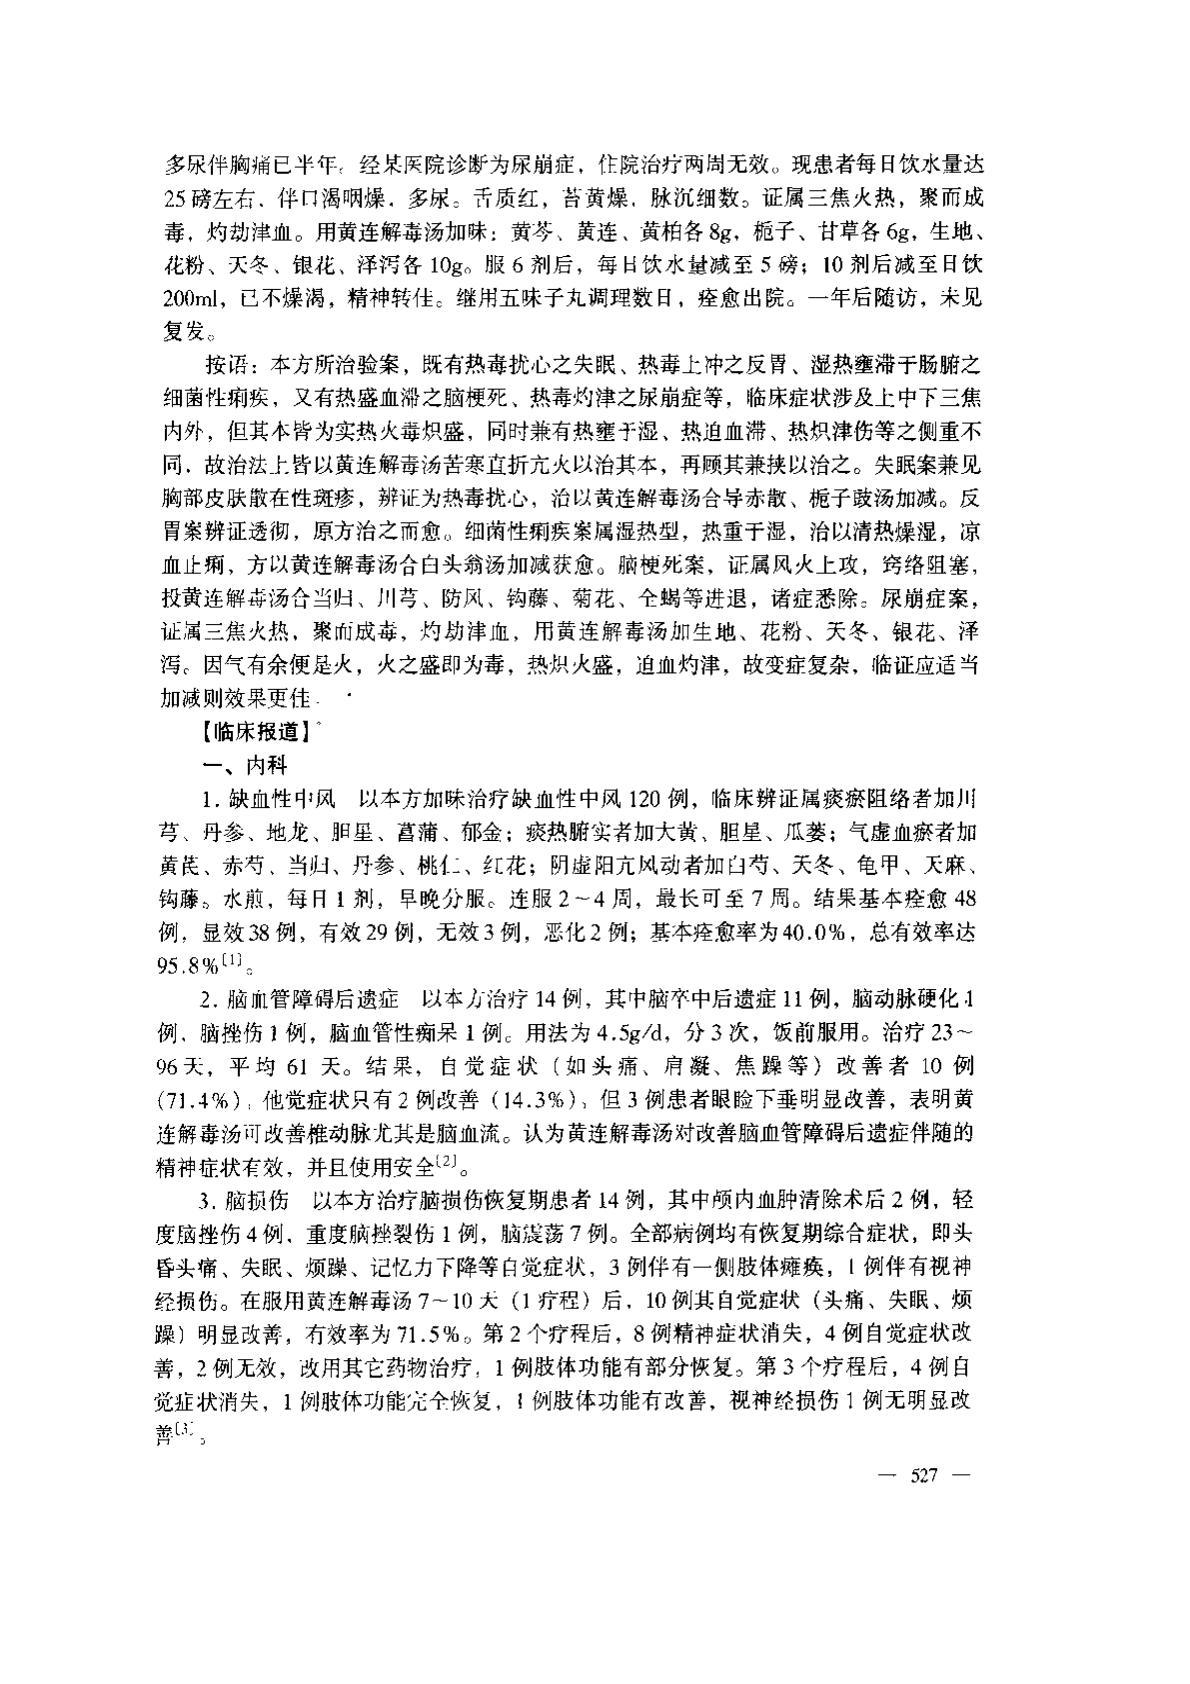 多尿伴胸痛已半年，经某医院诊断为尿崩症，住院治疗两周无效。现患者每日饮水量达
25磅左右，伴口渴咽燥，多尿。舌质红，苔黄燥，脉沉细数。证属三焦火热，聚而成
毒，灼劫津血。用黄连解毒汤加味：黄芩、黄连、黄柏各8g，栀子、甘草各6g，生地、
花粉、天冬、银花、泽泻各10g。服6剂后，每日饮水量减至5磅；10剂后减至日饮
200ml，已不燥渴，精神转佳。继用五味子丸调理数日，痊愈出院。一年后随访，未见
复发。
按语：本方所治验案，既有热毒扰心之失眠、热毒上冲之反胃、湿热壅滞于肠腑之
细菌性痢疾，又有热盛血滞之脑梗死、热毒灼津之尿崩症等，临床症状涉及上中下三焦
内外，但其本皆为实热火毒炽盛，同时兼有热壅于湿、热迫血滞、热炽津伤等之侧重不
同，故治法上皆以黄连解毒汤苦寒直折亢火以治其本，再顾其兼挟以治之。失眠案兼见
胸部皮肤散在性斑疹，辨证为热毒扰心，治以黄连解毒汤合导赤散、栀子豉汤加减。反
胃案辨证透彻，原方治之而愈。细菌性痢疾案属湿热型，热重于湿，治以清热燥湿，凉
血止痢，方以黄连解毒汤合白头翁汤加减获愈。脑梗死案，证属风火上攻，窍络阻塞，
投黄连解毒汤合当归、川芎、防风、钩藤、菊花、全蝎等进退，诸症悉除。尿崩症案，
证属三焦火热，聚而成毒，灼劫津血，用黄连解毒汤加生地、花粉、天冬、银花、泽
泻。因气有余便是火，火之盛即为毒，热炽火盛，迫血灼津，故变症复杂，临证应适当
加减则效果更佳．
【临床报道】
一、内科
1. 缺血性中风　以本方加味治疗缺血性中风120例，临床辨证属痰瘀阻络者加川
芎、丹参、地龙、胆星、菖蒲、郁金；痰热腑实者加大黄、胆星、瓜蒌；气虚血瘀者加
黄芪、赤芍、当归、丹参、桃仁、红花；阴虚阳亢风动者加白芍、天冬、龟甲、天麻、
钩藤。水煎，每日1剂，早晚分服。连服2～4周，最长可至7周。结果基本痊愈48
例，显效38例，有效29例，无效3例，恶化2例；基本痊愈率为40.0%，总有效率达
95.8%〔1〕。
2. 脑血管障碍后遗症　以本方治疗14例，其中脑卒中后遗症11例，脑动脉硬化1
例，脑挫伤1例，脑血管性痴呆1例。用法为4.5g/d，分3次，饭前服用。治疗23～
96天，平均61天。结果，自觉症状（如头痛、肩凝、焦躁等）改善者10例
(71.4%)，他觉症状只有2例改善（14.3%），但3例患者眼睑下垂明显改善，表明黄
连解毒汤可改善椎动脉尤其是脑血流。认为黄连解毒汤对改善脑血管障碍后遗症伴随的
精神症状有效，并且使用安全〔2〕。
3. 脑损伤　以本方治疗脑损伤恢复期患者14例，其中颅内血肿清除术后2例，轻
度脑挫伤4例，重度脑挫裂伤1例，脑震荡7例。全部病例均有恢复期综合症状，即头
昏头痛、失眠、烦躁、记忆力下降等自觉症状，3例伴有一侧肢体瘫痪，1例伴有视神
经损伤。在服用黄连解毒汤7～10天（1疗程）后，10例其自觉症状（头痛、失眠、烦
躁）明显改善，有效率为71.5%。第2个疗程后，8例精神症状消失，4例自觉症状改
善，2例无效，改用其它药物治疗，1例肢体功能有部分恢复。第3个疗程后，4例自
觉症状消失，1例肢体功能完全恢复，1例肢体功能有改善，视神经损伤1例无明显改
善〔3〕。
— 527 —